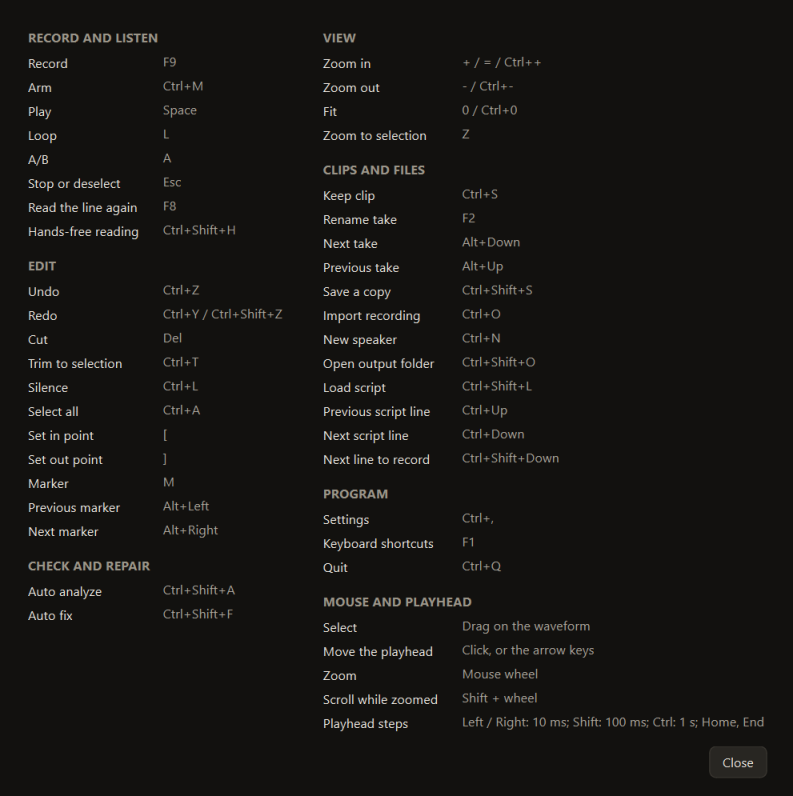 RECORD AND LISTEN
Record F9
Arm Ctrl+M
Play Space
Loop L
A/B A
Stop or deselect Esc
Read the line again F8
Hands-free reading Ctrl+Shift+H
EDIT
Undo Ctrl+Z
Redo Ctrl+Y / Ctrl+Shift+Z
Cut Del
Trim to selection Ctrl+T
Silence Ctrl+L
Select all Ctrl+A
Set in point [
Set out point ]
Marker M
Previous marker Alt+Left
Next marker Alt+Right
CHECK AND REPAIR
Auto analyze Ctrl+Shift+A
Auto fix Ctrl+Shift+F
VIEW
Zoom in + / = / Ctrl++
Zoom out - / Ctrl+-
Fit 0 / Ctrl+0
Zoom to selection Z
CLIPS AND FILES
Keep clip Ctrl+S
Rename take F2
Next take Alt+Down
Previous take Alt+Up
Save a copy Ctrl+Shift+S
Import recording Ctrl+O
New speaker Ctrl+N
Open output folder Ctrl+Shift+O
Load script Ctrl+Shift+L
Previous script line Ctrl+Up
Next script line Ctrl+Down
Next line to record Ctrl+Shift+Down
PROGRAM
Settings Ctrl+,
Keyboard shortcuts F1
Quit Ctrl+Q
MOUSE AND PLAYHEAD
Select Drag on the waveform
Move the playhead Click, or the arrow keys
Zoom Mouse wheel
Scroll while zoomed Shift + wheel
Playhead steps Left / Right: 10 ms; Shift: 100 ms; Ctrl: 1 s; Home, End
Close